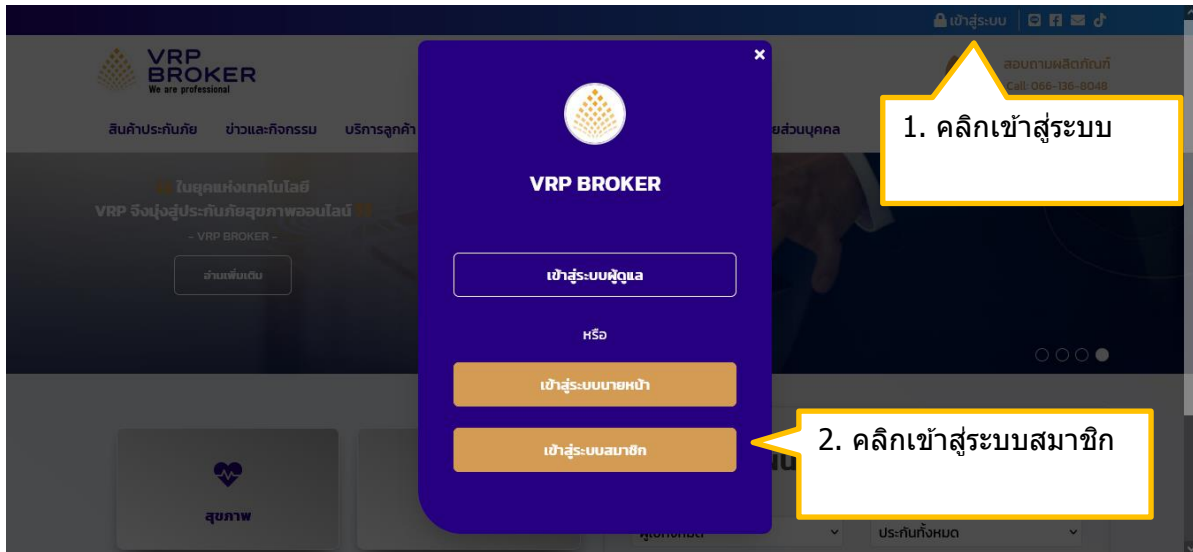 เข้าสู่ระบบ
VRP
BROKER
We are professional
สอบถามผลิตภัณฑ์
Call: 066-136-8048
สินค้าประกันภัย ข่าวและกิจกรรม บริการลูกค้า
ยส่วนบุคคล
1. คลิกเข้าสู่ระบบ
ในยุคแห่งเทคโนโลยี
VRP จึงมุ่งสู่ประกันภัยสุขภาพออนไลน์
- VRP BROKER -
อ่านเพิ่มเติม
×
VRP BROKER
เข้าสู่ระบบผู้ดูแล
หรือ
เข้าสู่ระบบนายหน้า
เข้าสู่ระบบสมาชิก
2. คลิกเข้าสู่ระบบสมาชิก
สุขภาพ
ประกันทั้งหมด